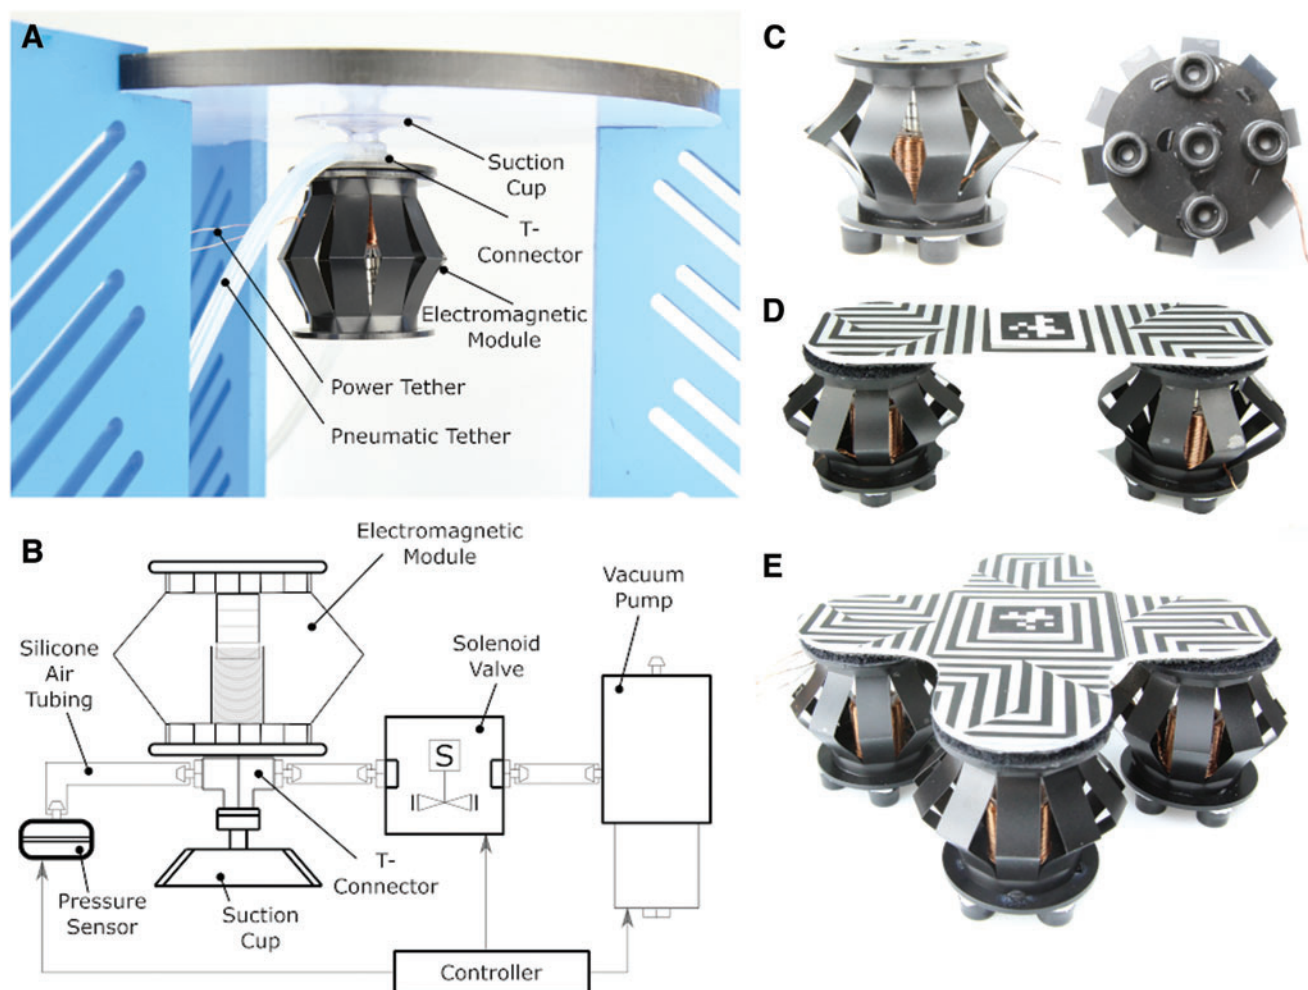 A
Suction
Cup
T-
Connector
Electromagnetic
Module
Power Tether
Pneumatic Tether
B
Electromagnetic
Module
Vacuum
Pump
Solenoid
Valve
Silicone
Air
Tubing
S
T-
Connector
Pressure
Sensor
Suction
Cup
Controller
C
D
E